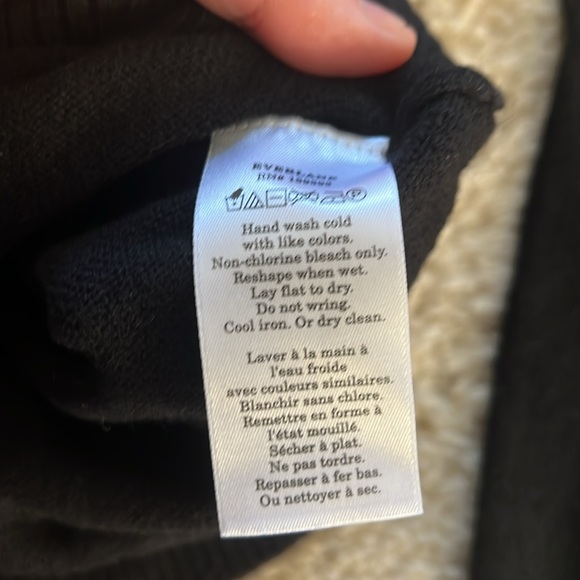 EVERLANE
Hand wash cold
with like colors.
Non-chlorine bleach only.
Reshape when wet.
Lay flat to dry.
Do not wring.
Cool iron. Or dry clean.
Laver à la main à
l'eau froide
avec couleurs similaires.
Blanchir sans chlore.
Remettre en forme à
l'état mouillé.
Sécher à plat.
Ne pas tordre.
Repasser à fer bas.
Ou nettoyer à sec.